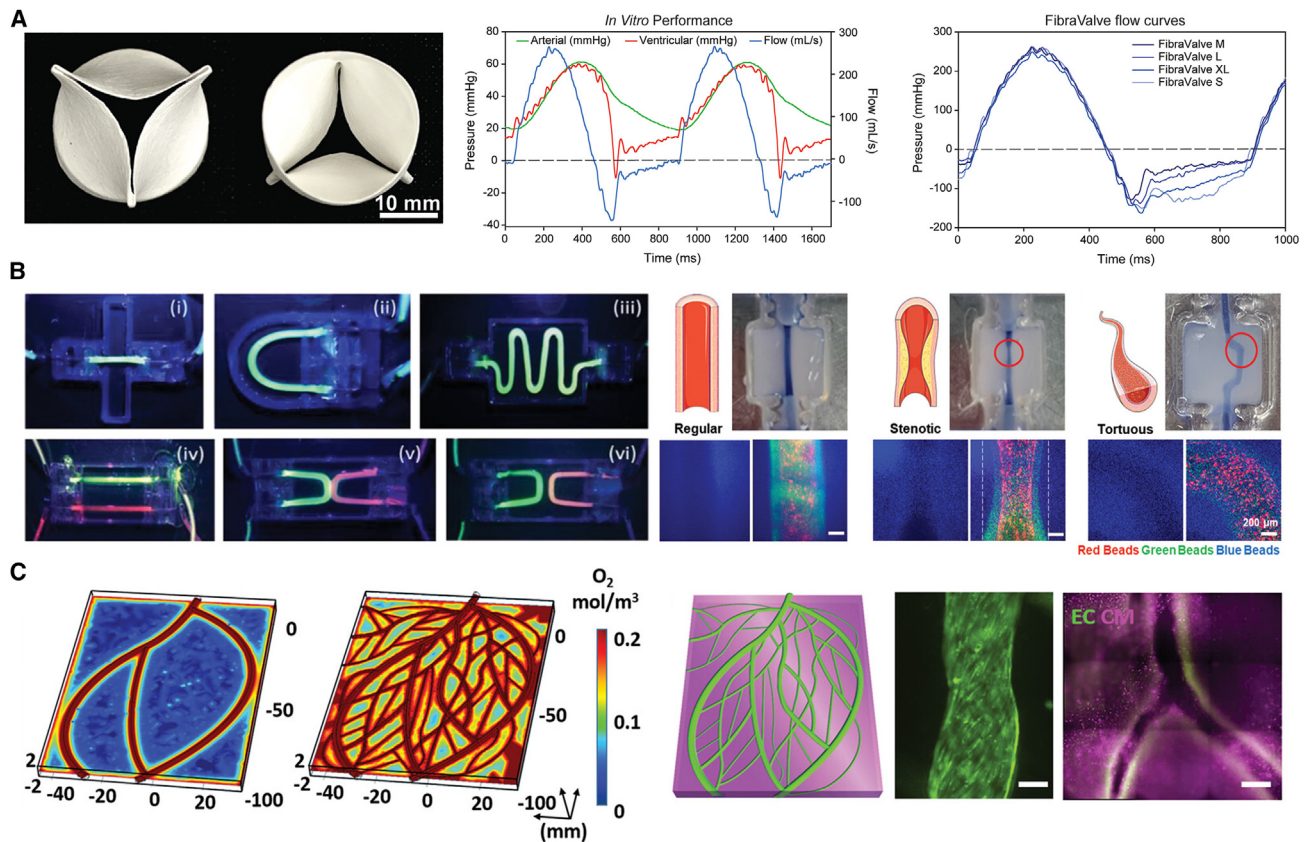 A
10 mm
In Vitro Performance
Arterial (mmHg) Ventricular (mmHg) Flow (mL/s)
Pressure (mmHg)
80
60
40
20
0
-20
-40
300
200
100
0
-100
Flow (mL/s)
0 200 400 600 800 1000 1200 1400 1600
Time (ms)
FibraValve flow curves
FibraValve M
FibraValve L
FibraValve XL
FibraValve S
Pressure (mmHg)
300
200
100
0
-100
-200
0 200 400 600 800 1000
Time (ms)
B
(i)
(ii)
(iii)
(iv)
(v)
(vi)
Regular
Stenotic
Tortuous
200 µm
Red Beads Green Beads Blue Beads
C
0
-50
-100
2
-2
-40
-20
0
20
0
-50
-100
2
-2
-40
-20
0
20
(mm)
O2
mol/m³
0.2
0.1
0
EC CM